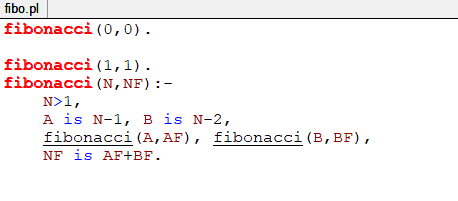 fibo.pl
fibonacci(0,0).
fibonacci(1,1).
fibonacci(N,NF):-
N>1,
A is N-1, B is N-2,
fibonacci(A,AF), fibonacci(B,BF),
NF is AF+BF.